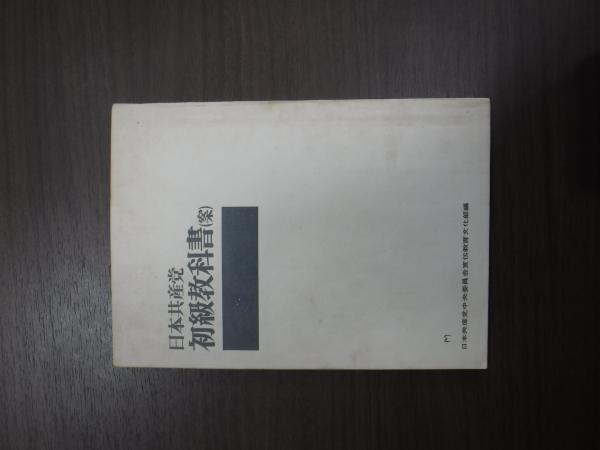 日本共産党
初級教科書(案)
日本共産党中央委員会宣伝教育文化部編